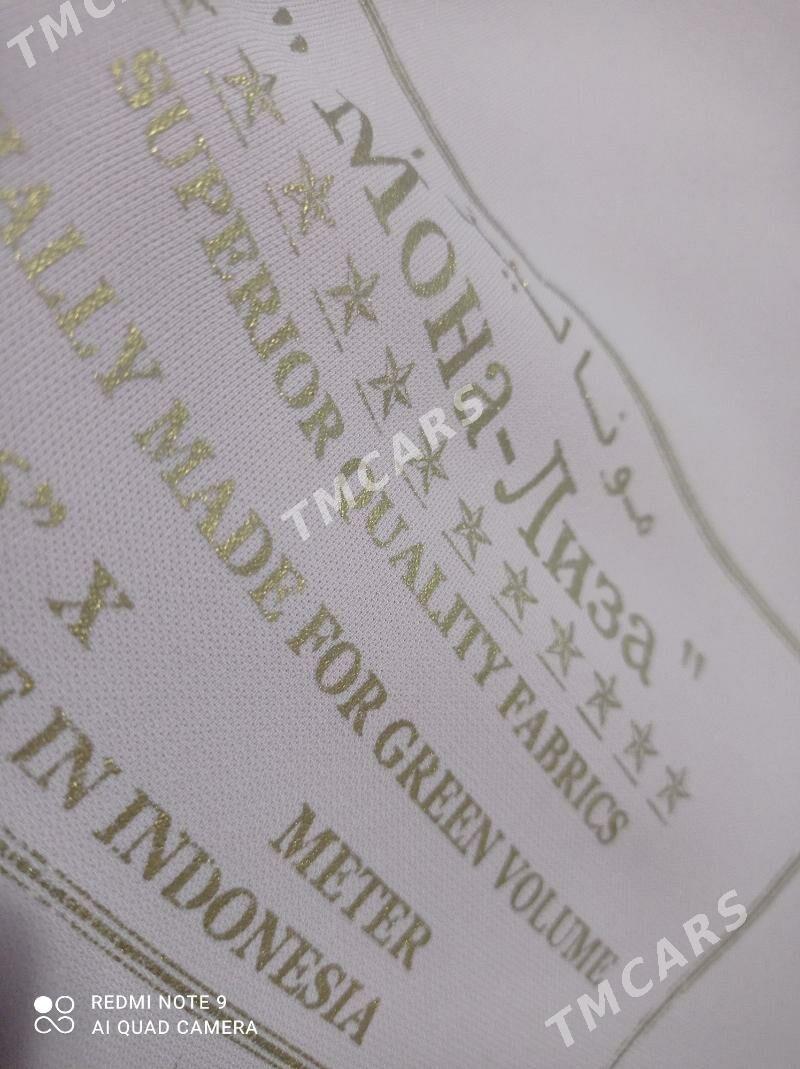 "Мона-Лиза"
موناليزا
SUPERIOR QUALITY FABRICS
ALLY MADE FOR GREEN VOLUME
" X METER
IN INDONESIA
REDMI NOTE 9
AI QUAD CAMERA
TMCARS
TMCARS
TMCARS